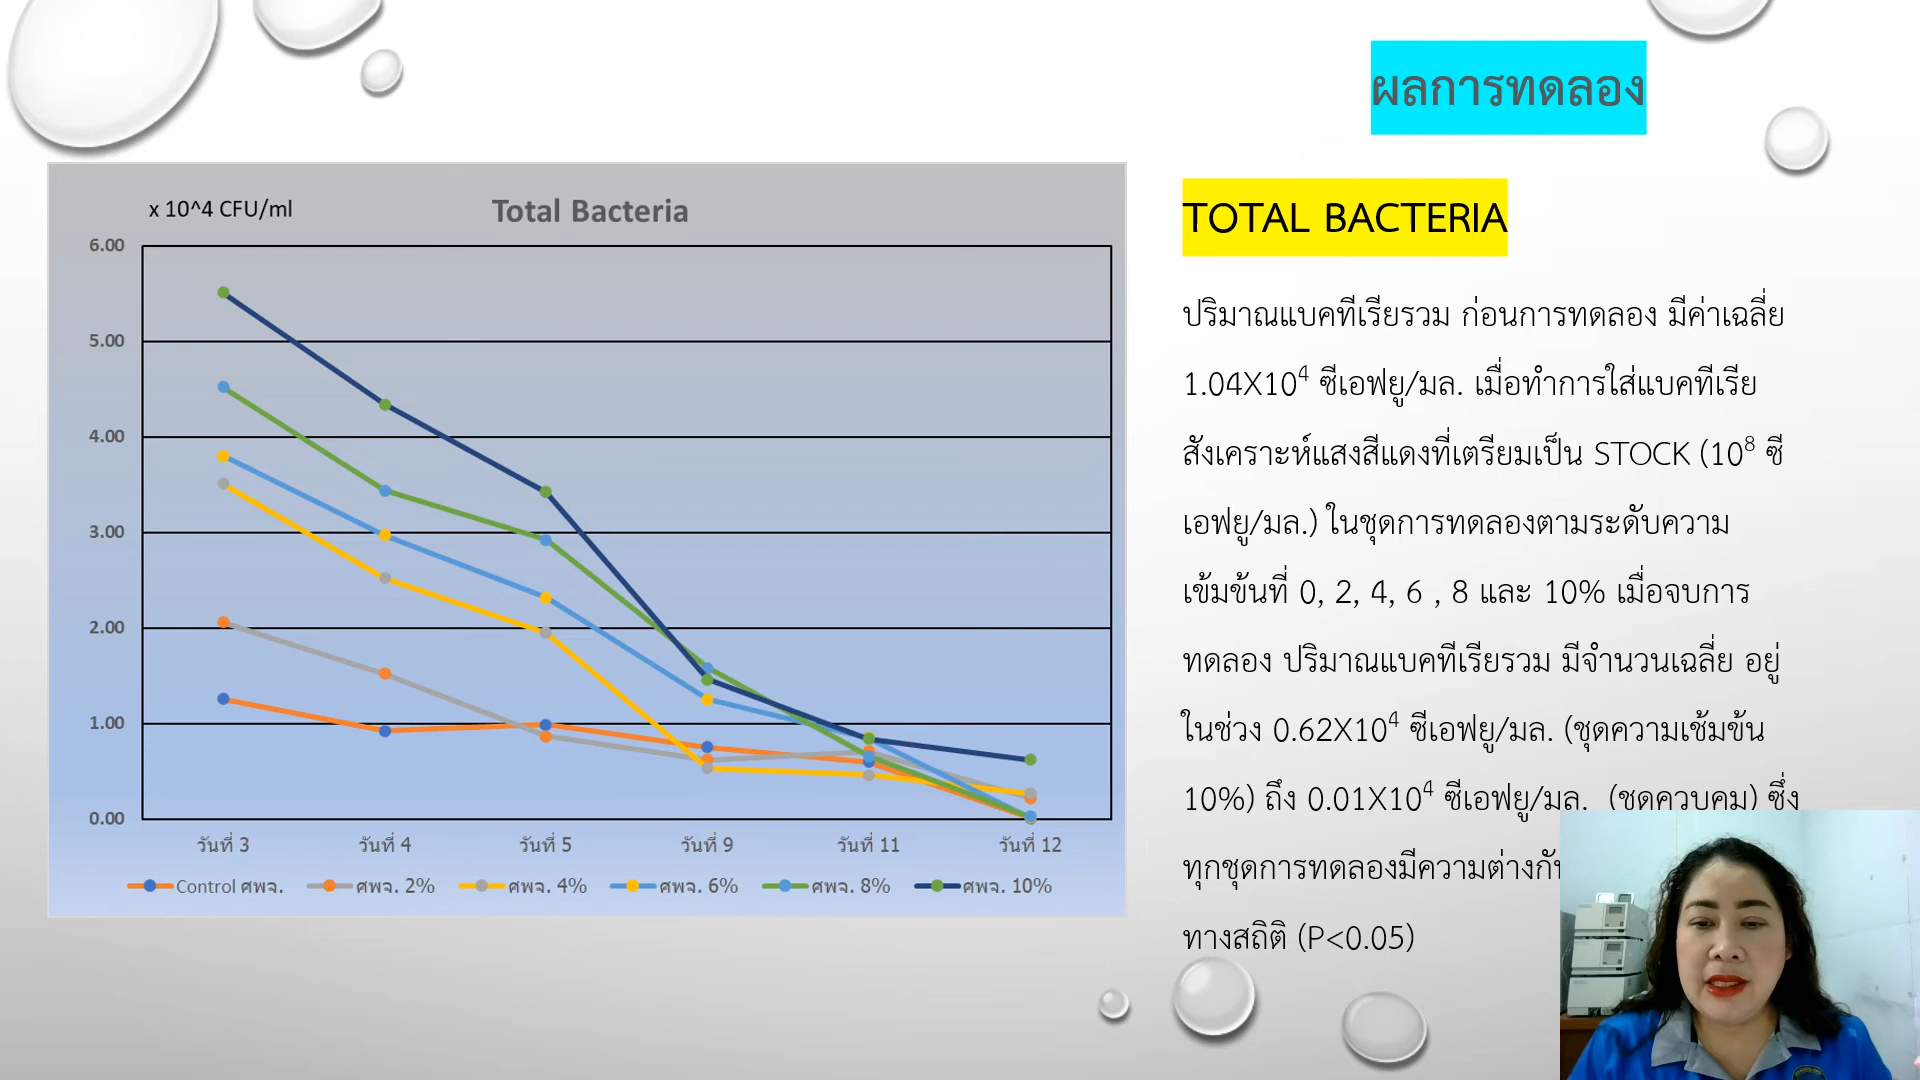 ผลการทดลอง
x 10^4 CFU/ml
Total Bacteria
6.00
5.00
4.00
3.00
2.00
1.00
0.00
วันที่ 3
วันที่ 4
วันที่ 5
วันที่ 9
วันที่ 11
วันที่ 12
Control ศพจ.
ศพจ. 2%
ศพจ. 4%
ศพจ. 6%
ศพจ. 8%
ศพจ. 10%
TOTAL BACTERIA
ปริมาณแบคทีเรียรวม ก่อนการทดลอง มีค่าเฉลี่ย
1.04X10⁴ ซีเอฟยู/มล. เมื่อทำการใส่แบคทีเรีย
สังเคราะห์แสงสีแดงที่เตรียมเป็น STOCK (10⁸ ซี
เอฟยู/มล.) ในชุดการทดลองตามระดับความ
เข้มข้นที่ 0, 2, 4, 6 , 8 และ 10% เมื่อจบการ
ทดลอง ปริมาณแบคทีเรียรวม มีจำนวนเฉลี่ย อยู่
ในช่วง 0.62X10⁴ ซีเอฟยู/มล. (ชุดความเช้มข้น
10%) ถึง 0.01X10⁴ ซีเอฟยู/มล. (ชุดควบคุม) ซึ่ง
ทุกชุดการทดลองมีความต่างกัน
ทางสถิติ (P<0.05)